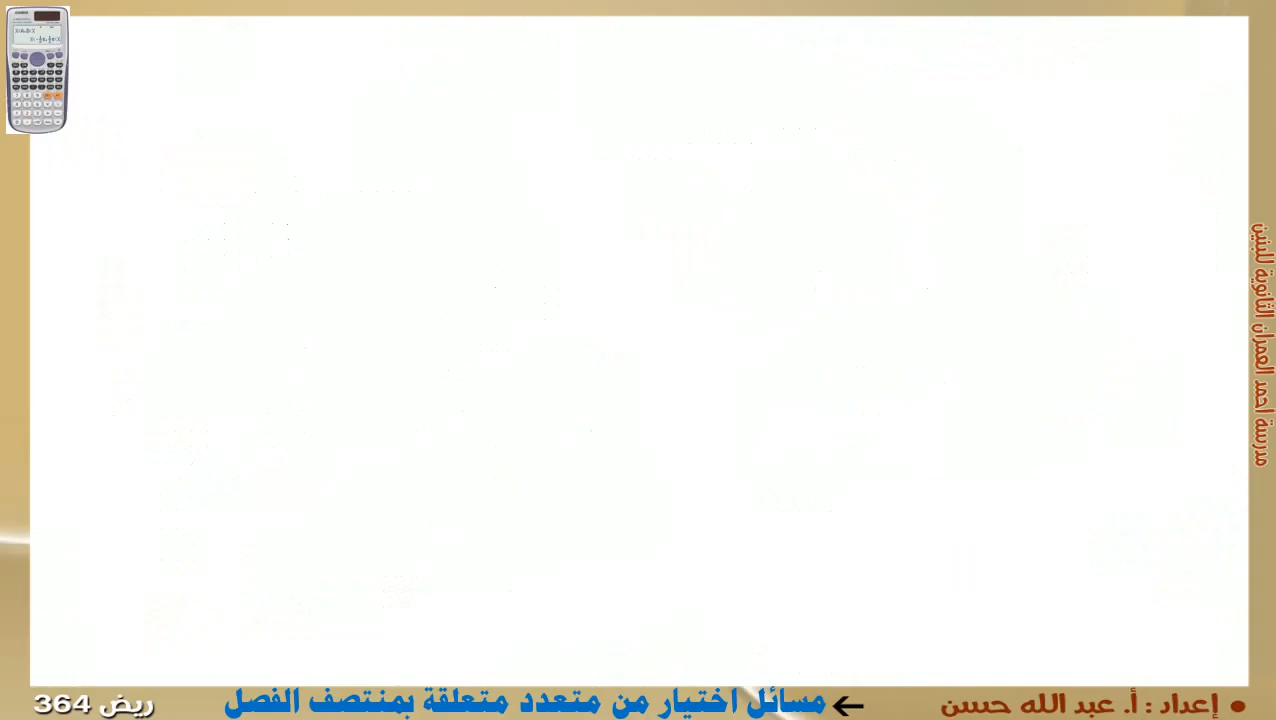 مدرسة احمد العمران الثانوية للبنين
• إعداد : أ. عبد الله حسن
← مسائل اختيار من متعدد متعلقة بمنتصف الفصل
ريض 364